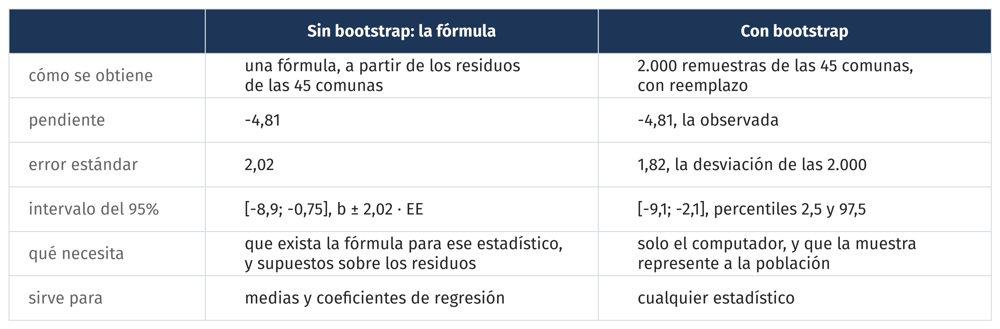 Sin bootstrap: la fórmula
Con bootstrap
cómo se obtiene
una fórmula, a partir de los residuos
de las 45 comunas
2.000 remuestras de las 45 comunas,
con reemplazo
pendiente
-4,81
-4,81, la observada
error estándar
2,02
1,82, la desviación de las 2.000
intervalo del 95%
[-8,9; -0,75], b ± 2,02 · EE
[-9,1; -2,1], percentiles 2,5 y 97,5
qué necesita
que exista la fórmula para ese estadístico,
y supuestos sobre los residuos
solo el computador, y que la muestra
represente a la población
sirve para
medias y coeficientes de regresión
cualquier estadístico